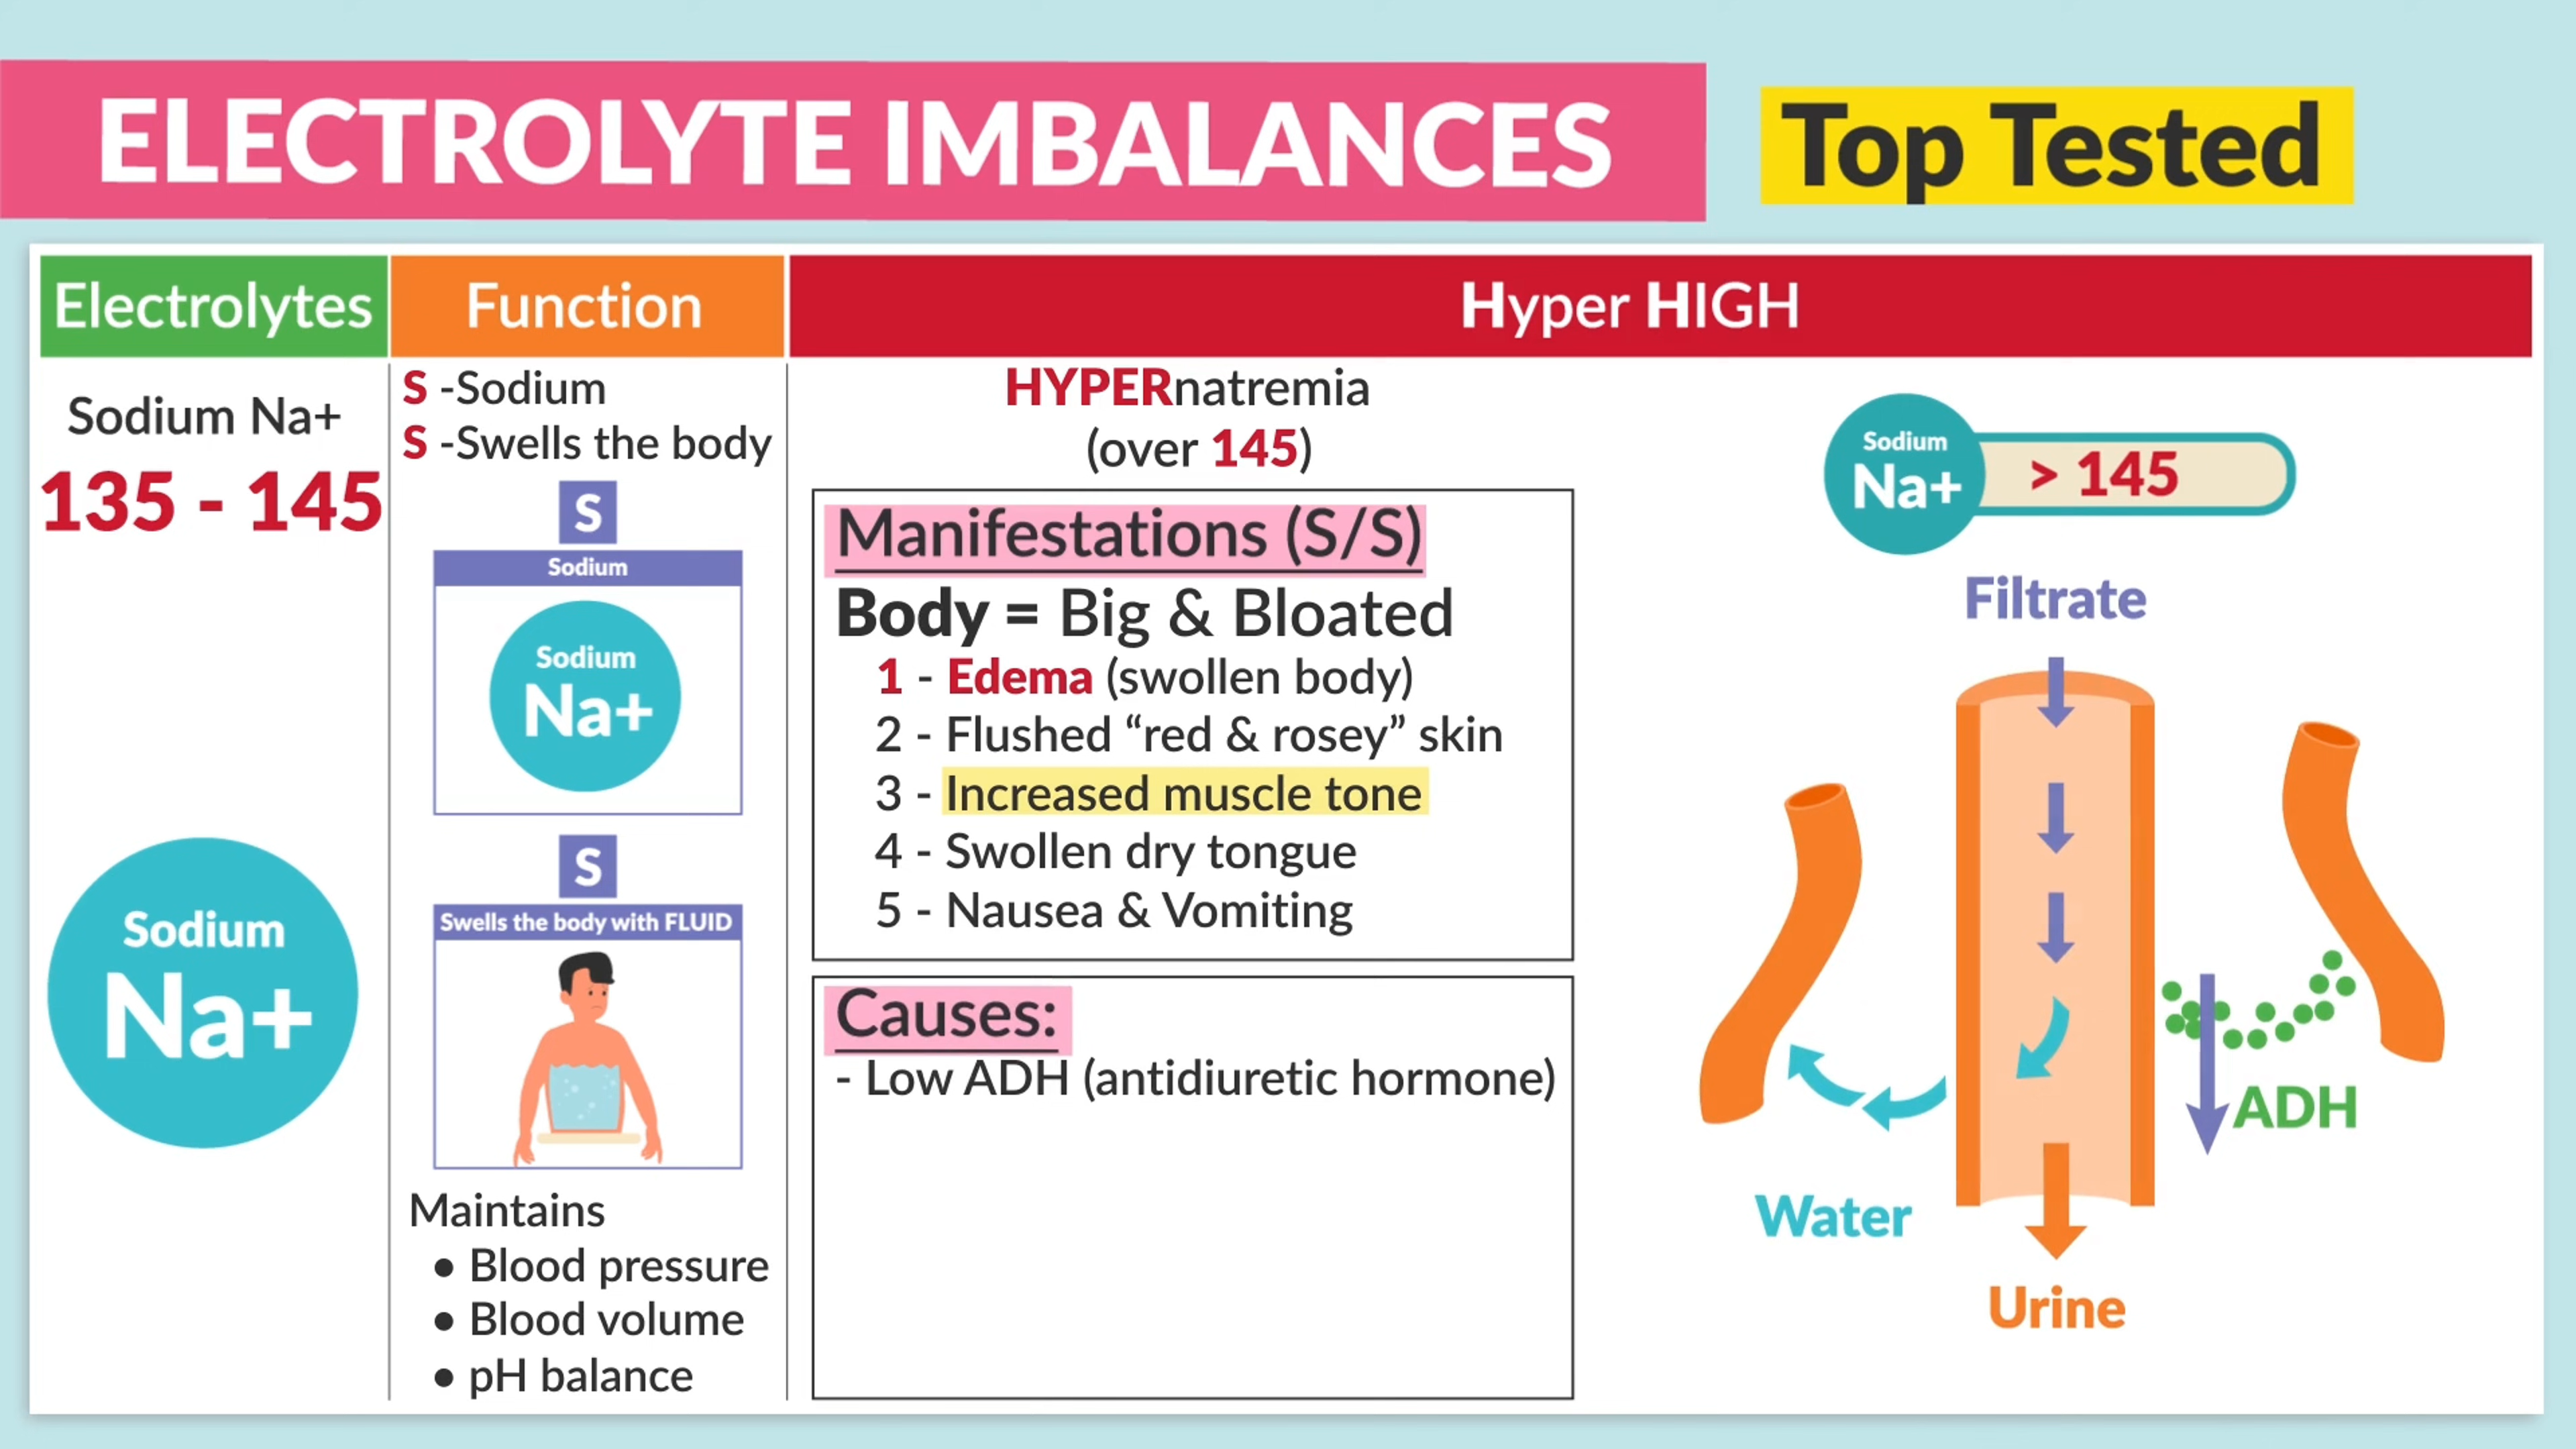 ELECTROLYTE IMBALANCES
Top Tested
Electrolytes
Function
Hyper HIGH
Sodium Na+
135 - 145
Sodium
Na+
S -Sodium
S -Swells the body
S
Sodium
Sodium
Na+
S
Swells the body with FLUID
Maintains
• Blood pressure
• Blood volume
• pH balance
HYPERnatremia
(over 145)
Manifestations (S/S)
Body = Big & Bloated
1 - Edema (swollen body)
2 - Flushed “red & rosey” skin
3 - Increased muscle tone
4 - Swollen dry tongue
5 - Nausea & Vomiting
Causes:
- Low ADH (antidiuretic hormone)
Sodium
Na+
> 145
Filtrate
ADH
Water
Urine